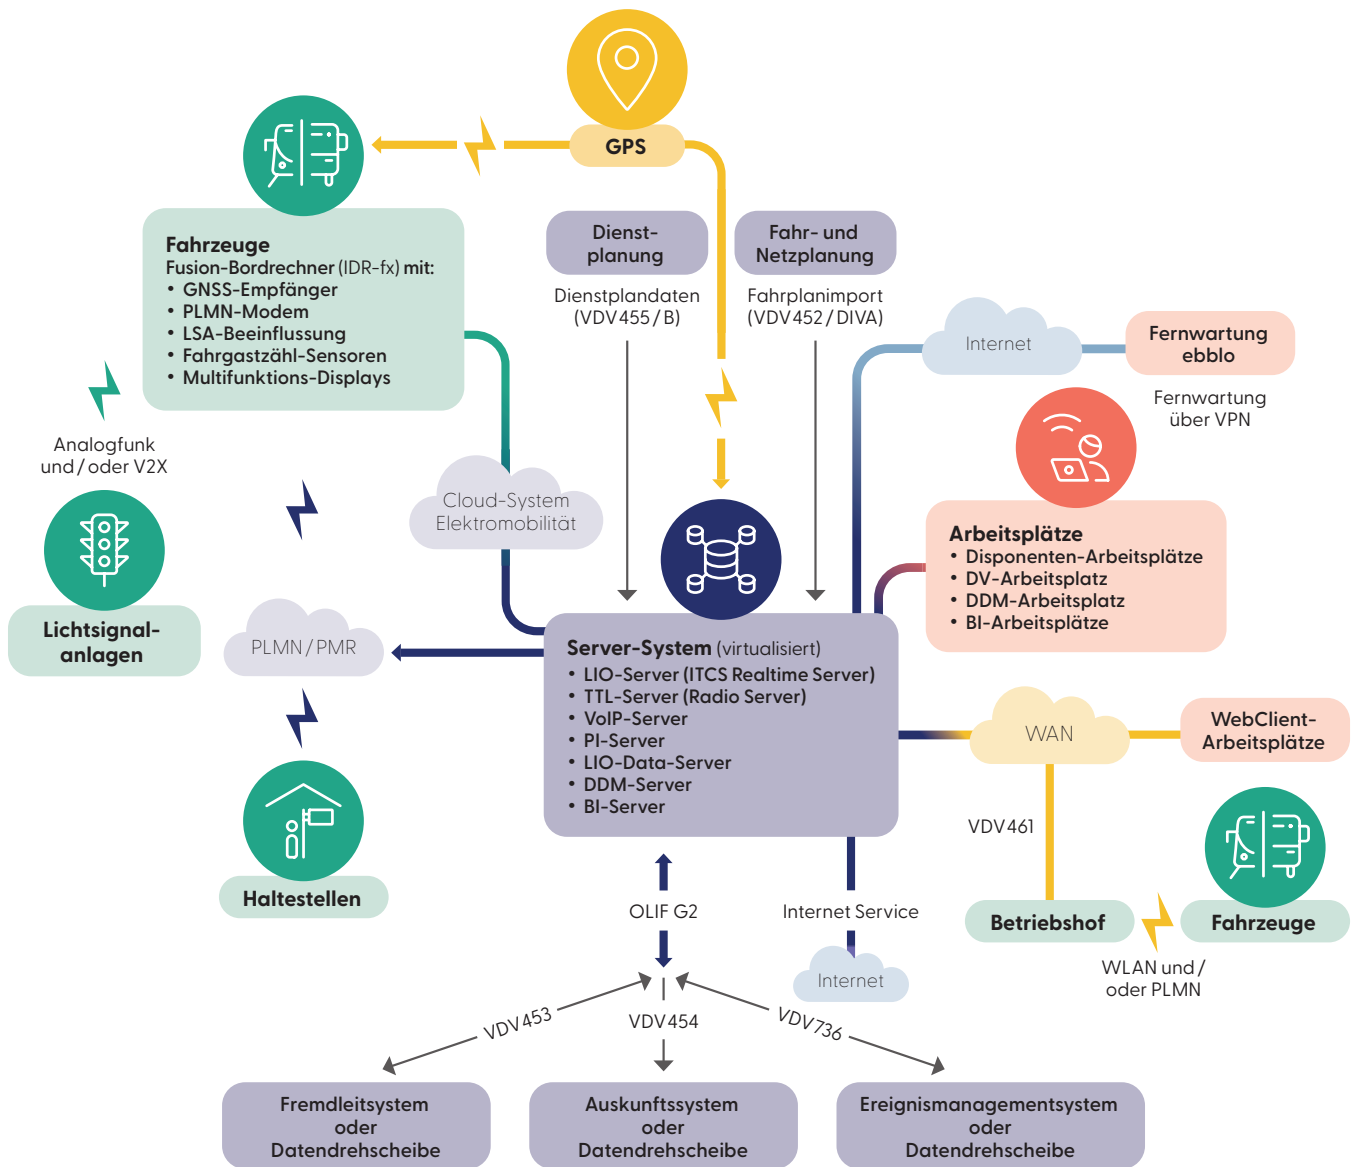 GPS
Fahrzeuge
Fusion-Bordrechner (IDR-fx) mit:
• GNSS-Empfänger
• PLMN-Modem
• LSA-Beeinflussung
• Fahrgastzähl-Sensoren
• Multifunktions-Displays
Dienst-
planung
Dienstplandaten
(VDV455/B)
Fahr- und
Netzplanung
Fahrplanimport
(VDV452/DIVA)
Internet
Fernwartung
ebblo
Fernwartung
über VPN
Analogfunk
und/oder V2X
Lichtsignal-
anlagen
Cloud-System
Elektromobilität
PLMN/PMR
Haltestellen
Arbeitsplätze
• Disponenten-Arbeitsplätze
• DV-Arbeitsplatz
• DDM-Arbeitsplatz
• BI-Arbeitsplätze
Server-System (virtualisiert)
• LIO-Server (ITCS Realtime Server)
• TTL-Server (Radio Server)
• VoIP-Server
• PI-Server
• LIO-Data-Server
• DDM-Server
• BI-Server
WAN
WebClient-
Arbeitsplätze
VDV461
Betriebshof
Fahrzeuge
WLAN und/
oder PLMN
OLIF G2
Internet Service
Internet
VDV453
VDV454
VDV736
Fremdleitsystem
oder
Datendrehscheibe
Auskunftssystem
oder
Datendrehscheibe
Ereignismanagementsystem
oder
Datendrehscheibe